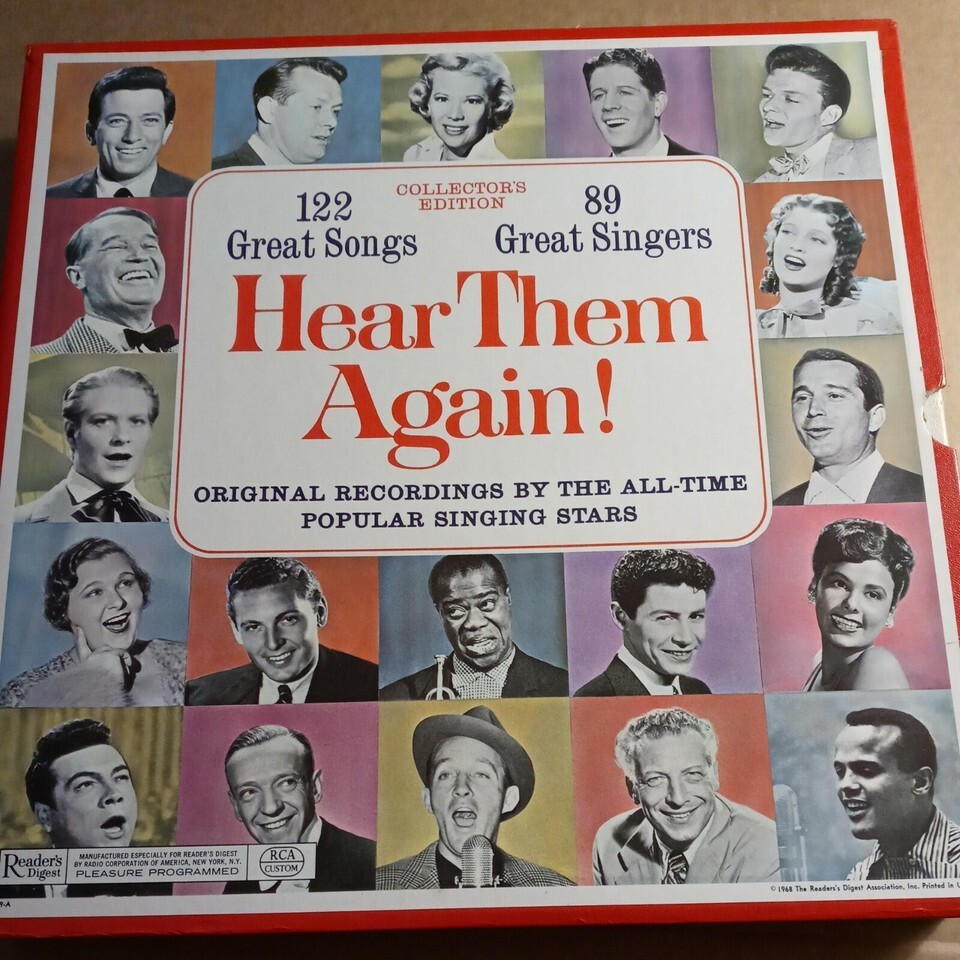 COLLECTOR'S
EDITION
122
Great Songs
89
Great Singers
Hear Them
Again!
ORIGINAL RECORDINGS BY THE ALL-TIME
POPULAR SINGING STARS
Reader's
Digest
MANUFACTURED ESPECIALLY FOR READER'S DIGEST
BY RADIO CORPORATION OF AMERICA, NEW YORK, N.Y.
PLEASURE PROGRAMMED
RCA
CUSTOM
© 1968 The Reader's Digest Association, Inc. Printed in U
9-A